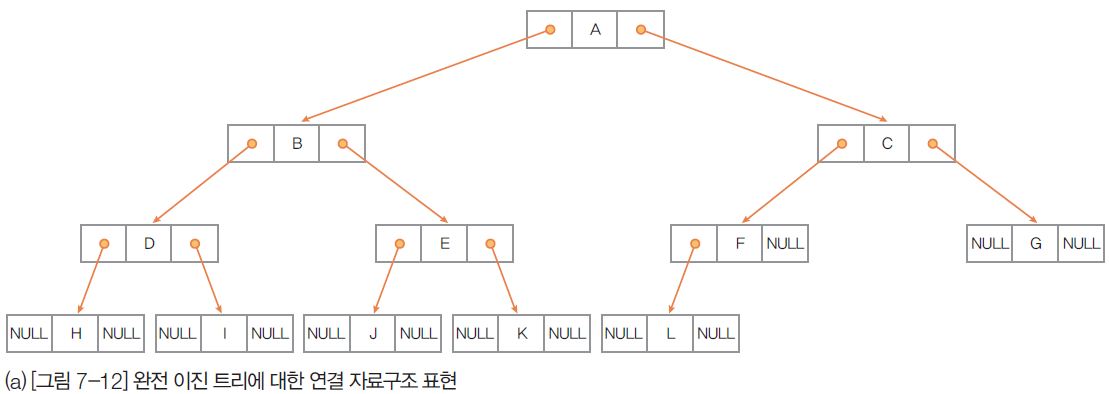 A
B C
D E F NULL NULL G NULL
NULL H NULL NULL I NULL NULL J NULL NULL K NULL NULL L NULL
(a) [그림 7-12] 완전 이진 트리에 대한 연결 자료구조 표현